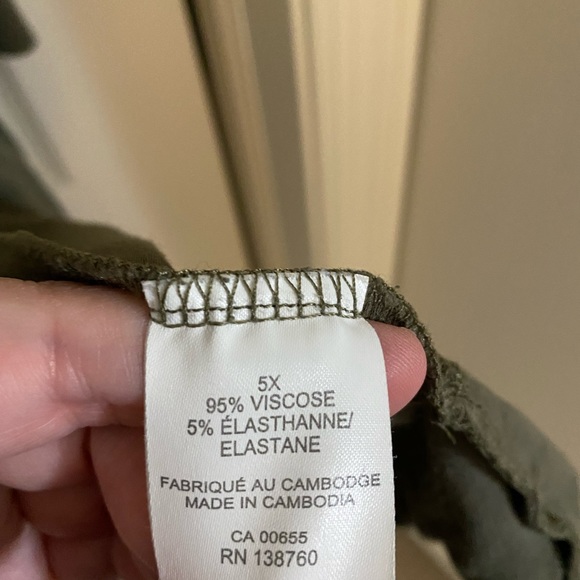 5X
95% VISCOSE
5% ÉLASTHANNE/
ELASTANE
FABRIQUÉ AU CAMBODGE
MADE IN CAMBODIA
CA 00655
RN 138760